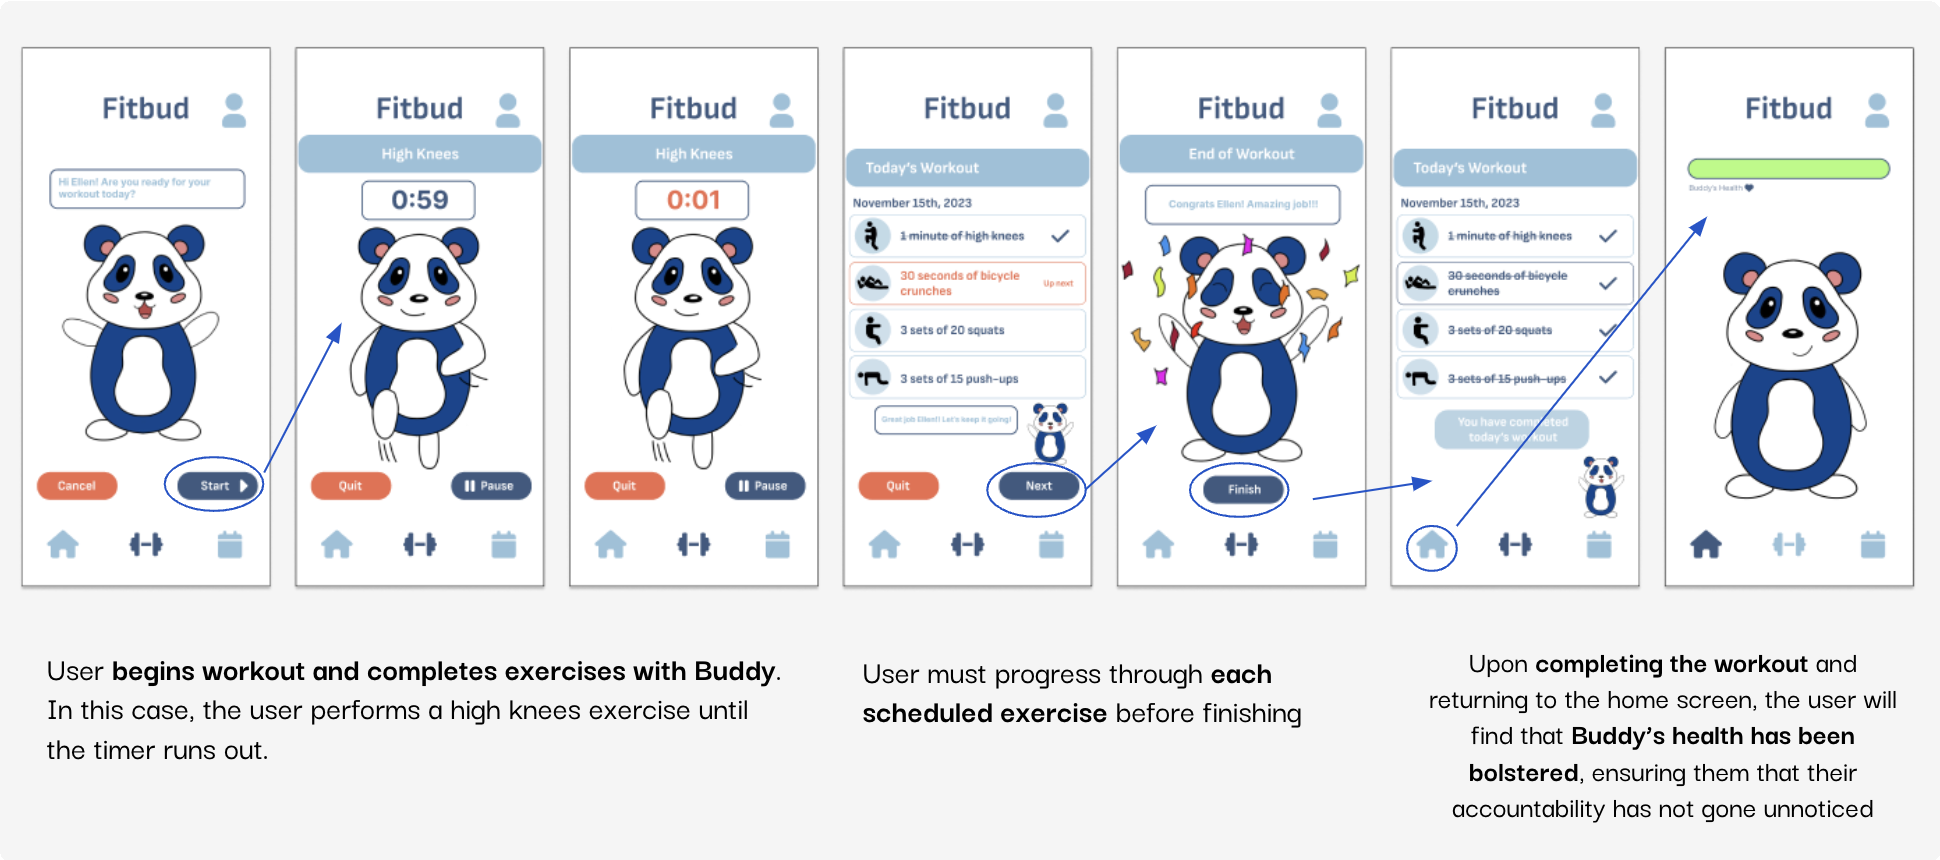 Fitbud
Hi Ellen! Are you ready for your
workout today?
Cancel
Start
Fitbud
High Knees
0:59
Quit
Pause
Fitbud
High Knees
0:01
Quit
Pause
Fitbud
Today's Workout
November 15th, 2023
1 minute of high knees
30 seconds of bicycle
crunches
Up next
3 sets of 20 squats
3 sets of 15 push-ups
Great job Ellen!! Let's keep it going!
Quit
Next
Fitbud
End of Workout
Congrats Ellen! Amazing job!!!
Finish
Fitbud
Today's Workout
November 15th, 2023
1 minute of high knees
30 seconds of bicycle
crunches
3 sets of 20 squats
3 sets of 15 push-ups
You have completed
today's workout
Fitbud
Buddy's Health
User begins workout and completes exercises with Buddy.
In this case, the user performs a high knees exercise until
the timer runs out.
User must progress through each
scheduled exercise before finishing
Upon completing the workout and
returning to the home screen, the user will
find that Buddy's health has been
bolstered, ensuring them that their
accountability has not gone unnoticed